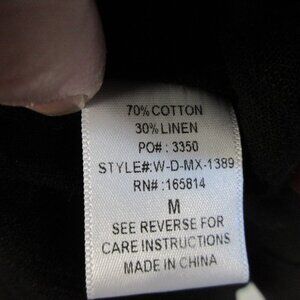 70% COTTON
30% LINEN
PO# : 3350
STYLE#:W-D-MX-1389
RN# : 165814
M
SEE REVERSE FOR
CARE INSTRUCTIONS
MADE IN CHINA